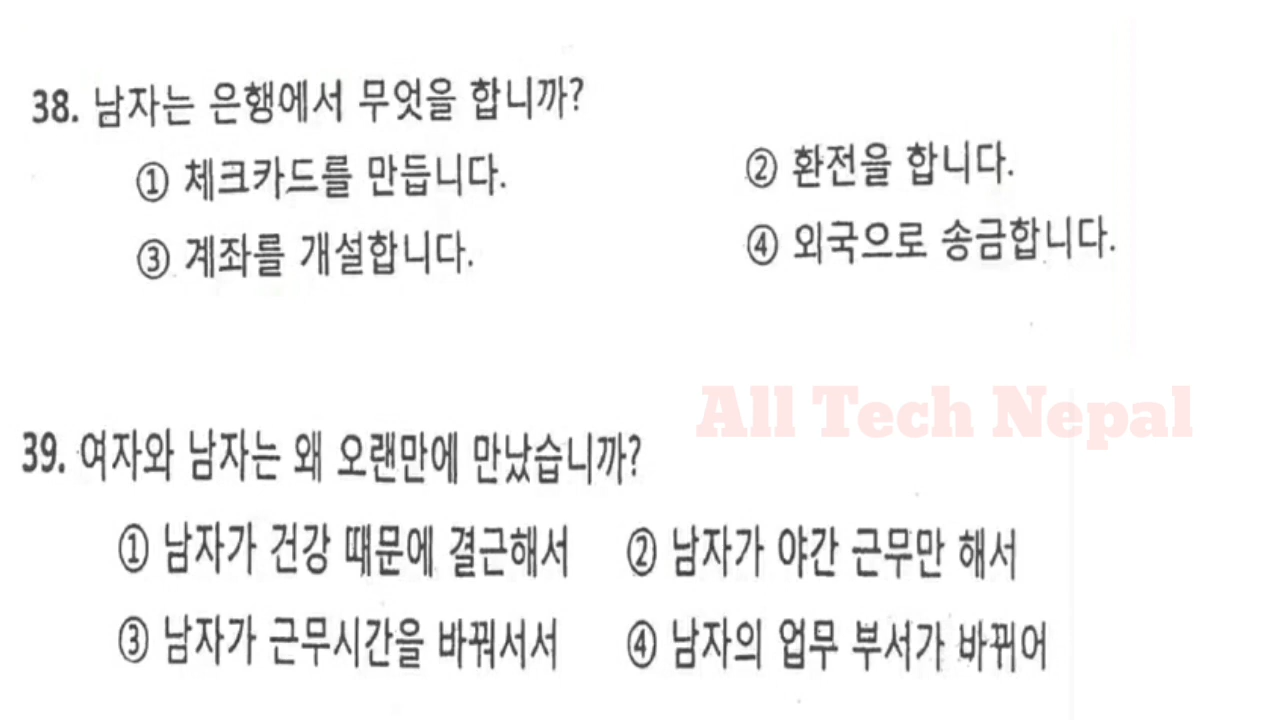 38. 남자는 은행에서 무엇을 합니까?
① 체크카드를 만듭니다. ② 환전을 합니다.
③ 계좌를 개설합니다. ④ 외국으로 송금합니다.
All Tech Nepal
39. 여자와 남자는 왜 오랜만에 만났습니까?
① 남자가 건강 때문에 결근해서 ② 남자가 야간 근무만 해서
③ 남자가 근무시간을 바꿔서서 ④ 남자의 업무 부서가 바뀌어